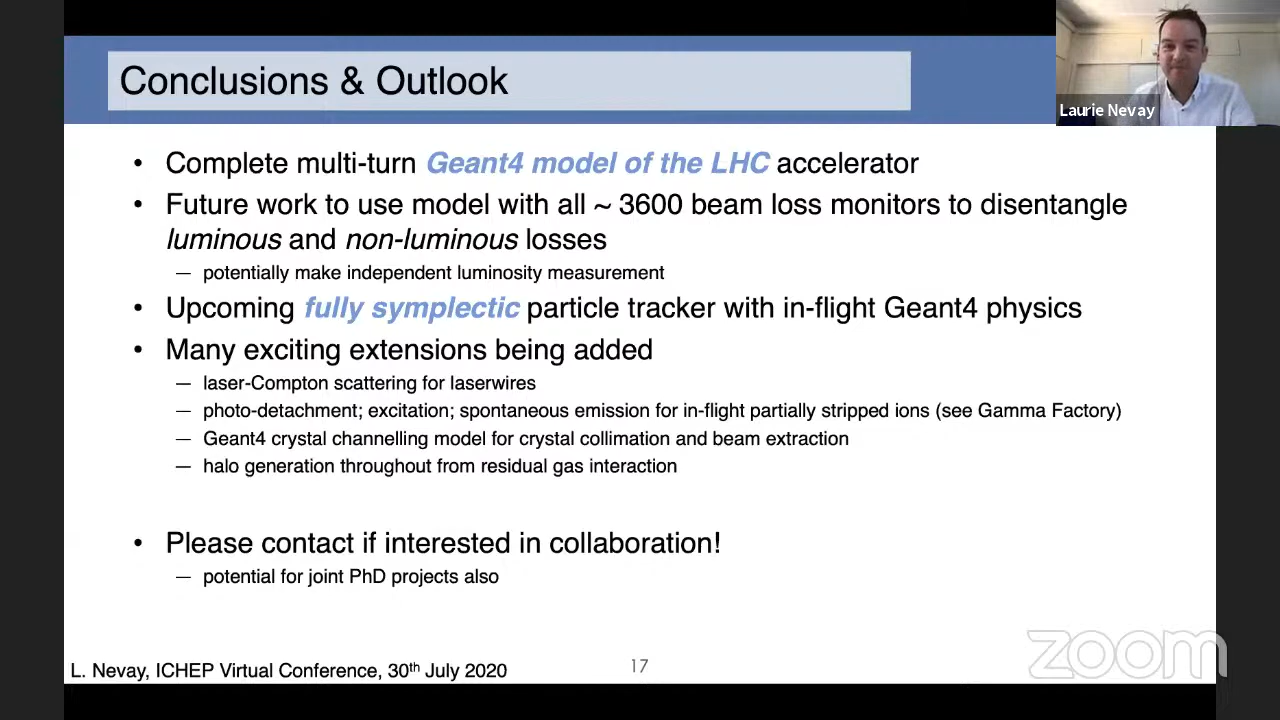 Conclusions & Outlook
Laurie Nevay
• Complete multi-turn Geant4 model of the LHC accelerator
• Future work to use model with all ~ 3600 beam loss monitors to disentangle
luminous and non-luminous losses
— potentially make independent luminosity measurement
• Upcoming fully symplectic particle tracker with in-flight Geant4 physics
• Many exciting extensions being added
— laser-Compton scattering for laserwires
— photo-detachment; excitation; spontaneous emission for in-flight partially stripped ions (see Gamma Factory)
— Geant4 crystal channelling model for crystal collimation and beam extraction
— halo generation throughout from residual gas interaction
• Please contact if interested in collaboration!
— potential for joint PhD projects also
L. Nevay, ICHEP Virtual Conference, 30th July 2020
17
zoom